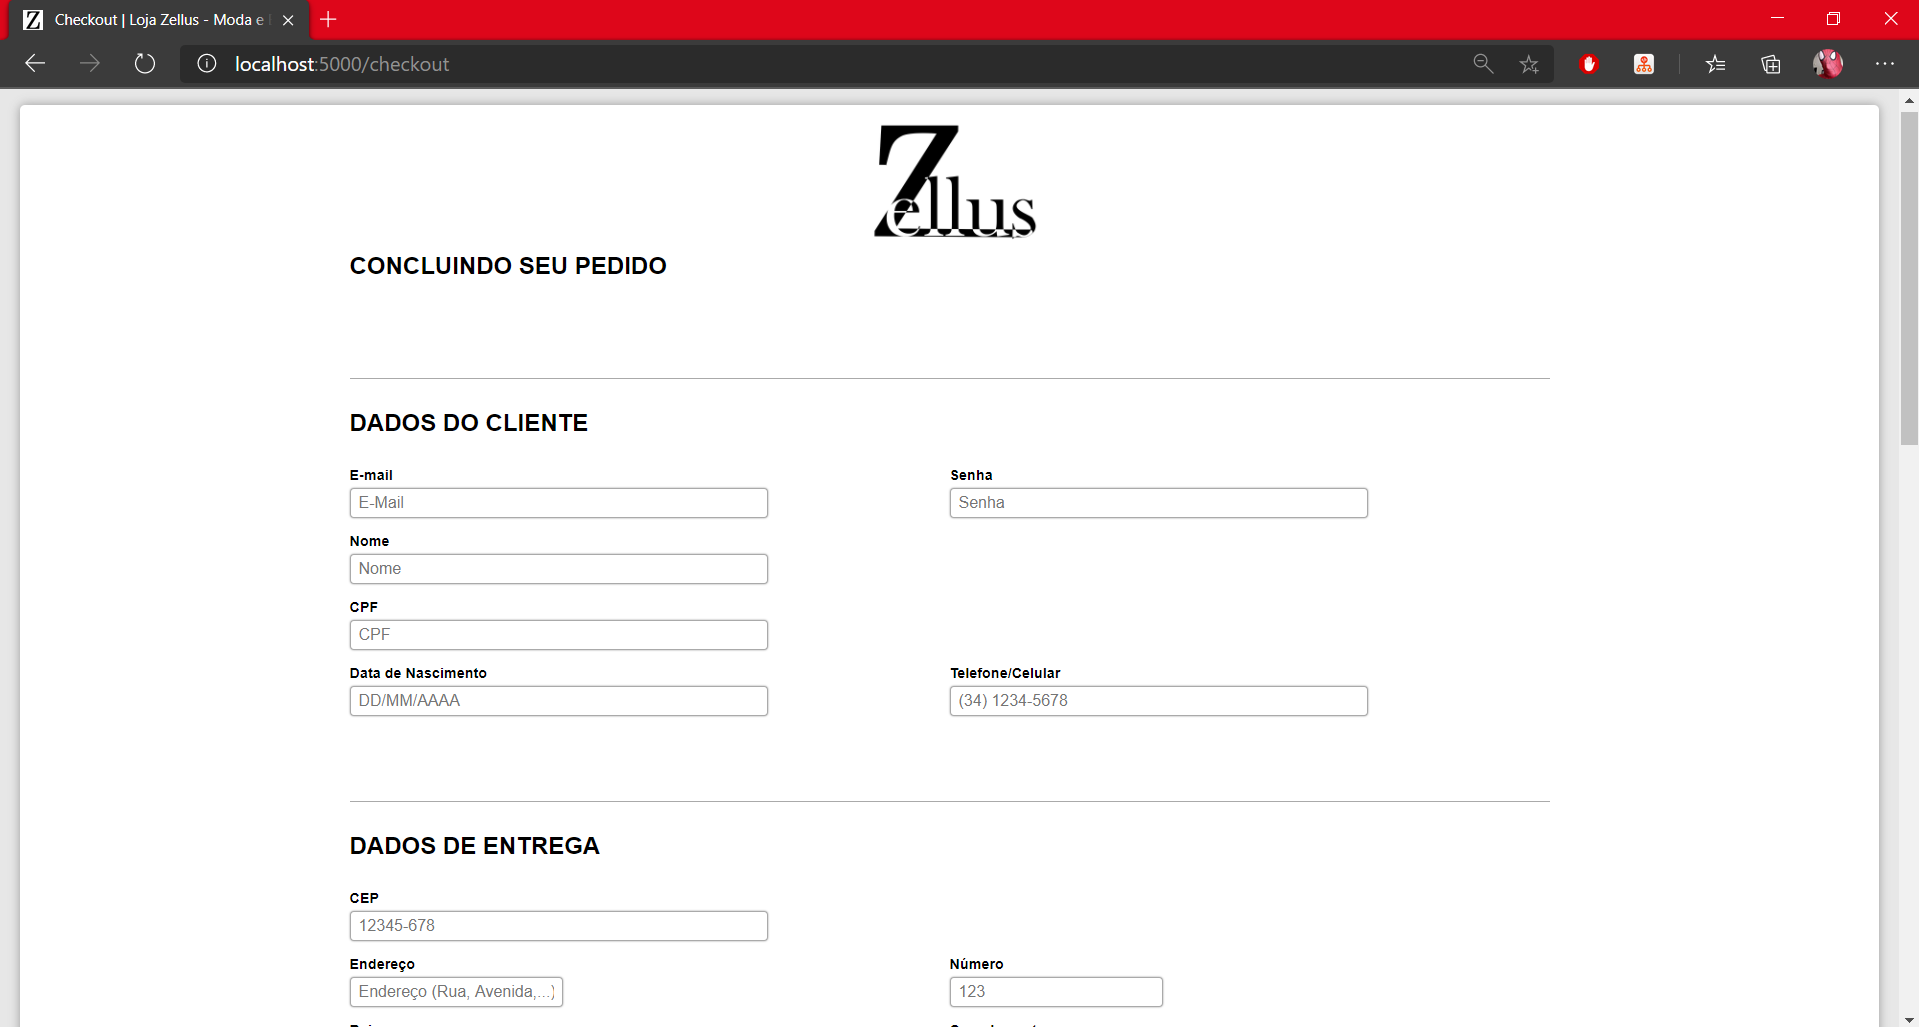 Checkout | Loja Zellus - Moda e
localhost:5000/checkout
Zellus
CONCLUINDO SEU PEDIDO
DADOS DO CLIENTE
E-mail
Senha
E-Mail
Senha
Nome
Nome
CPF
CPF
Data de Nascimento
Telefone/Celular
DD/MM/AAAA
(34) 1234-5678
DADOS DE ENTREGA
CEP
12345-678
Endereço
Número
Endereço (Rua, Avenida,...)
123